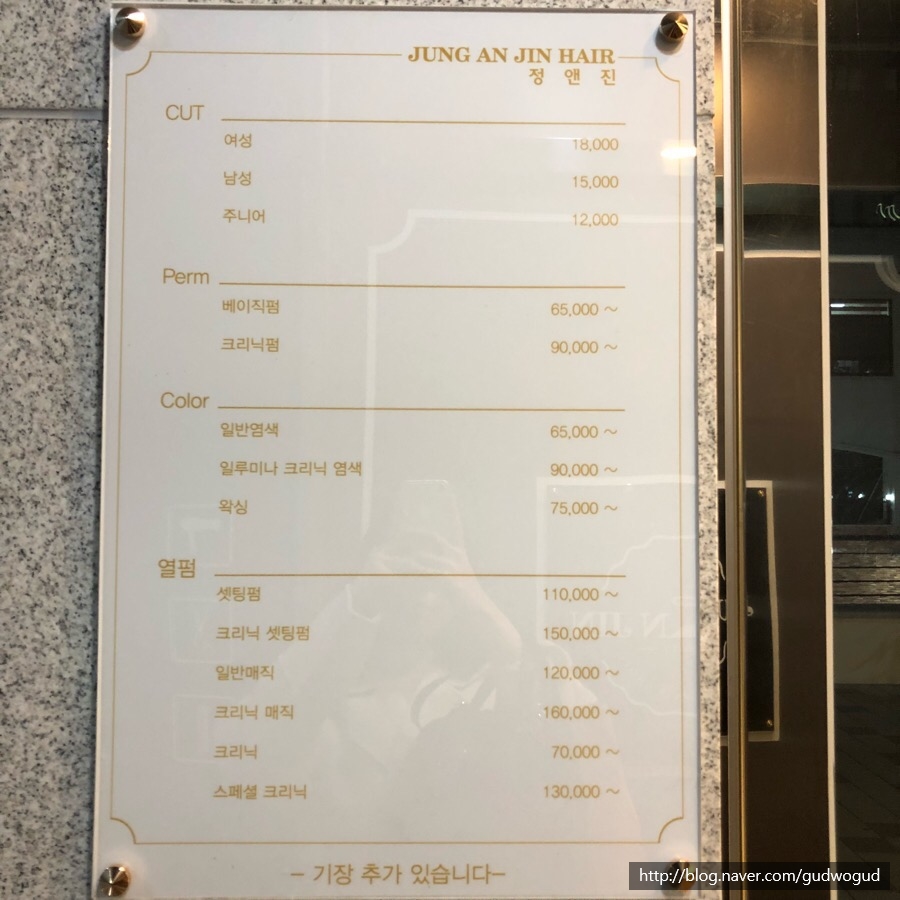 JUNG AN JIN HAIR
정 앤 진
CUT
여성 18,000
남성 15,000
주니어 12,000
Perm
베이직펌 65,000 ~
크리닉펌 90,000 ~
Color
일반염색 65,000 ~
일루미나 크리닉 염색 90,000 ~
왁싱 75,000 ~
열펌
셋팅펌 110,000 ~
크리닉 셋팅펌 150,000 ~
일반매직 120,000 ~
크리닉 매직 160,000 ~
크리닉 70,000 ~
스페셜 크리닉 130,000 ~
- 기장 추가 있습니다-
http://blog.naver.com/gudwogud